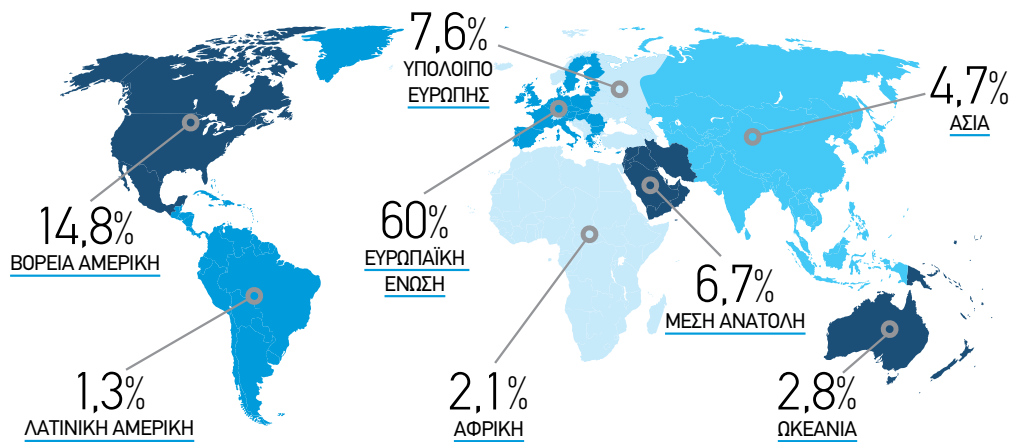 7,6%
ΥΠΟΛΟΙΠΟ
ΕΥΡΩΠΗΣ
4,7%
ΑΣΙΑ
14,8%
ΒΟΡΕΙΑ ΑΜΕΡΙΚΗ
60%
ΕΥΡΩΠΑΪΚΗ
ΕΝΩΣΗ
6,7%
ΜΕΣΗ ΑΝΑΤΟΛΗ
1,3%
ΛΑΤΙΝΙΚΗ ΑΜΕΡΙΚΗ
2,1%
ΑΦΡΙΚΗ
2,8%
ΩΚΕΑΝΙΑ